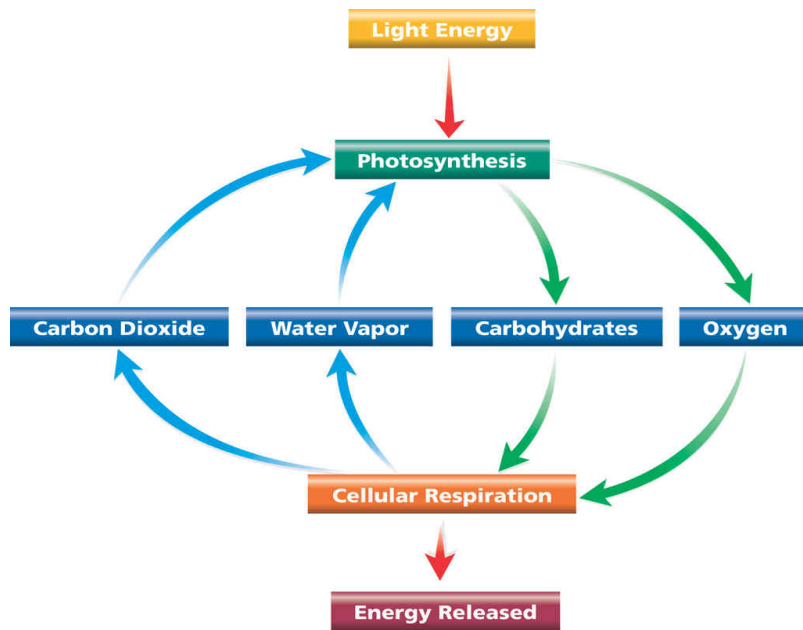 Light Energy
Photosynthesis
Carbon Dioxide
Water Vapor
Carbohydrates
Oxygen
Cellular Respiration
Energy Released